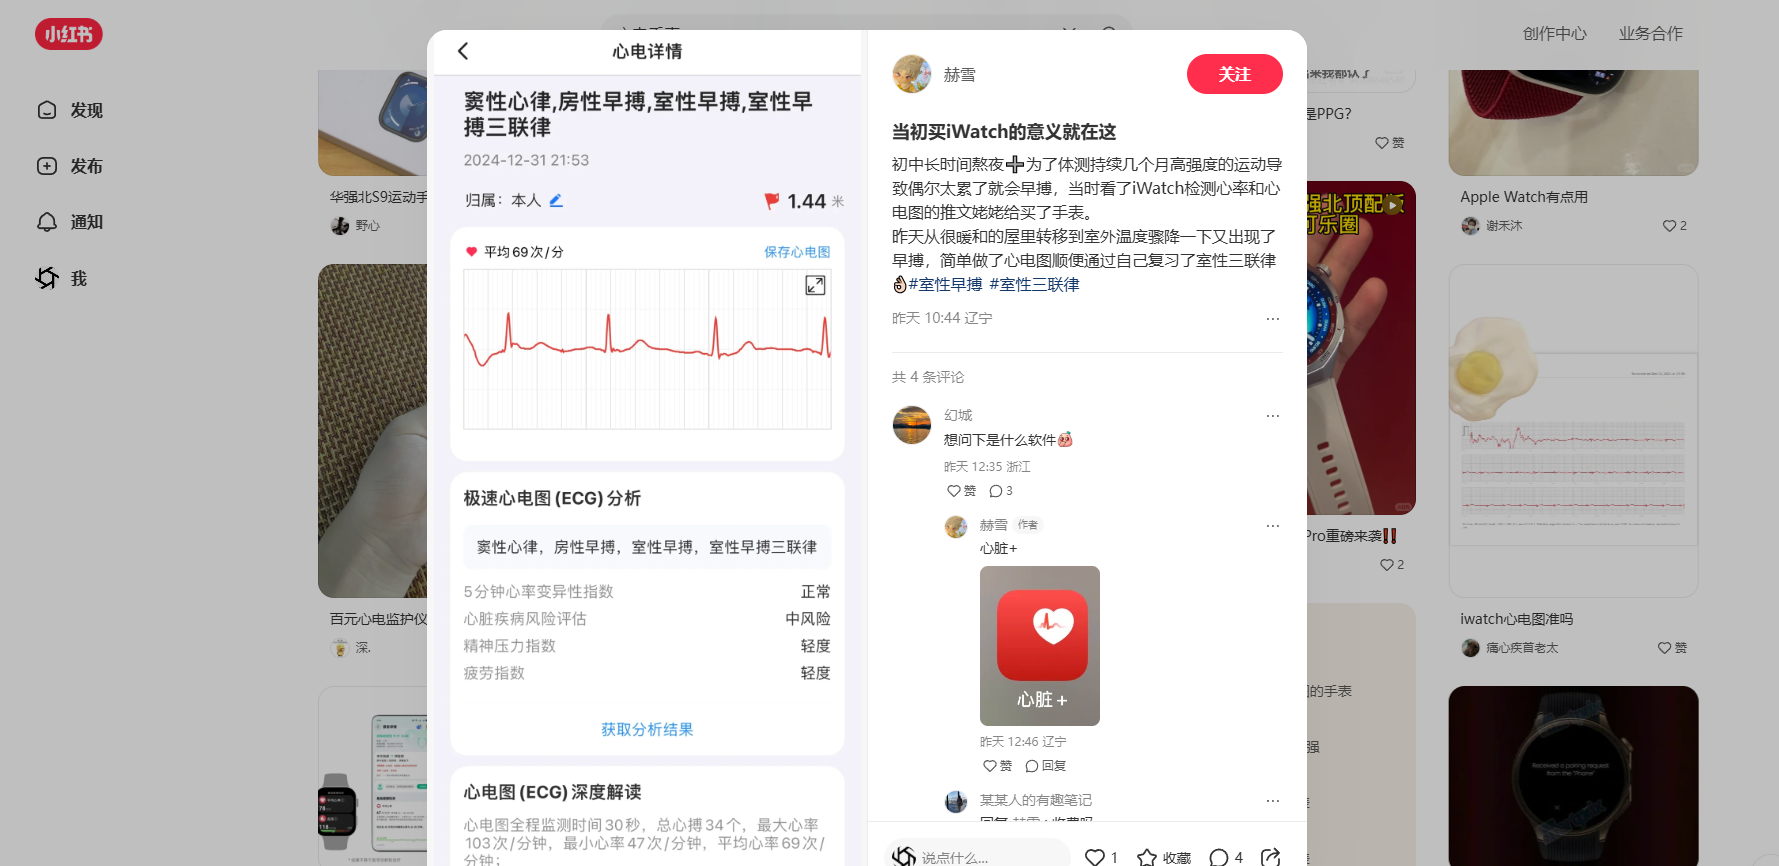 小红书
创作中心
业务合作
发现
发布
通知
我
华强北S9运动手
野心
百元心电监护仪
深.
心电详情
窦性心律,房性早搏,室性早搏,室性早
搏三联律
2024-12-31 21:53
归属：本人
1.44 米
平均69次/分
保存心电图
极速心电图(ECG)分析
窦性心律，房性早搏，室性早搏，室性早搏三联律
5分钟心率变异性指数 正常
心脏疾病风险评估 中风险
精神压力指数 轻度
疲劳指数 轻度
获取分析结果
心电图(ECG)深度解读
心电图全程监测时间30秒，总心搏34个，最大心率
103次/分钟，最小心率47次/分钟，平均心率69次/
分钟；
赫雪
关注
当初买iWatch的意义就在这
初中长时间熬夜➕为了体测持续几个月高强度的运动导
致偶尔太累了就会早搏，当时看了iWatch检测心率和心
电图的推文姥姥给买了手表。
昨天从很暖和的屋里转移到室外温度骤降一下又出现了
早搏，简单做了心电图顺便通过自己复习了室性三联律
👌🏻#室性早搏 #室性三联律
昨天 10:44 辽宁
共 4 条评论
幻城
想问下是什么软件
昨天 12:35 浙江
赞 3
赫雪 作者
心脏+
心脏+
昨天 12:46 辽宁
赞 回复
某某人的有趣笔记
说点什么...
1 收藏 4
是PPG?
赞
强北顶配版
可乐圈
Pro重磅来袭‼️
2
的手表
强
Apple Watch有点用
谢禾沐
2
iwatch心电图准吗
痛心疾首老太
赞
Received a pairing request
from the "Phone"